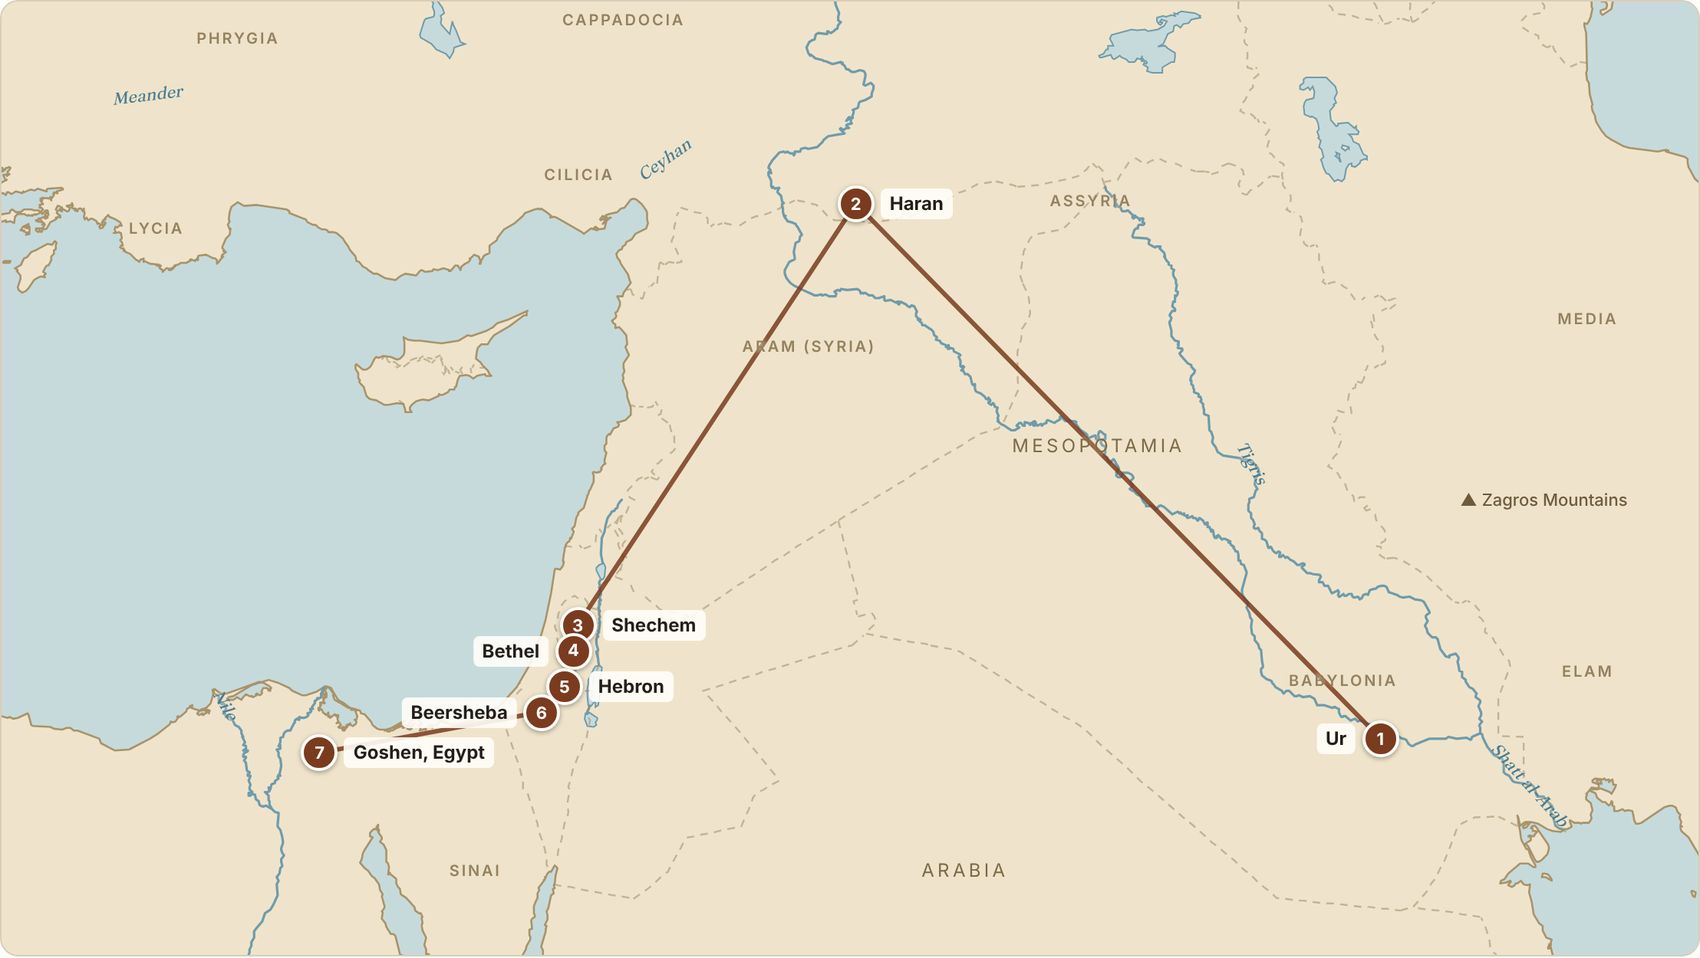 CAPPADOCIA
PHRYGIA
Meander
Ceyhan
CILICIA
ASSYRIA
2
Haran
LYCIA
MEDIA
ARAM (SYRIA)
MESOPOTAMIA
Tigris
▲ Zagros Mountains
3
Shechem
Bethel
4
5
Hebron
ELAM
BABYLONIA
Nile
Beersheba
6
Ur
1
7
Goshen, Egypt
Shatt al-Arab
SINAI
ARABIA